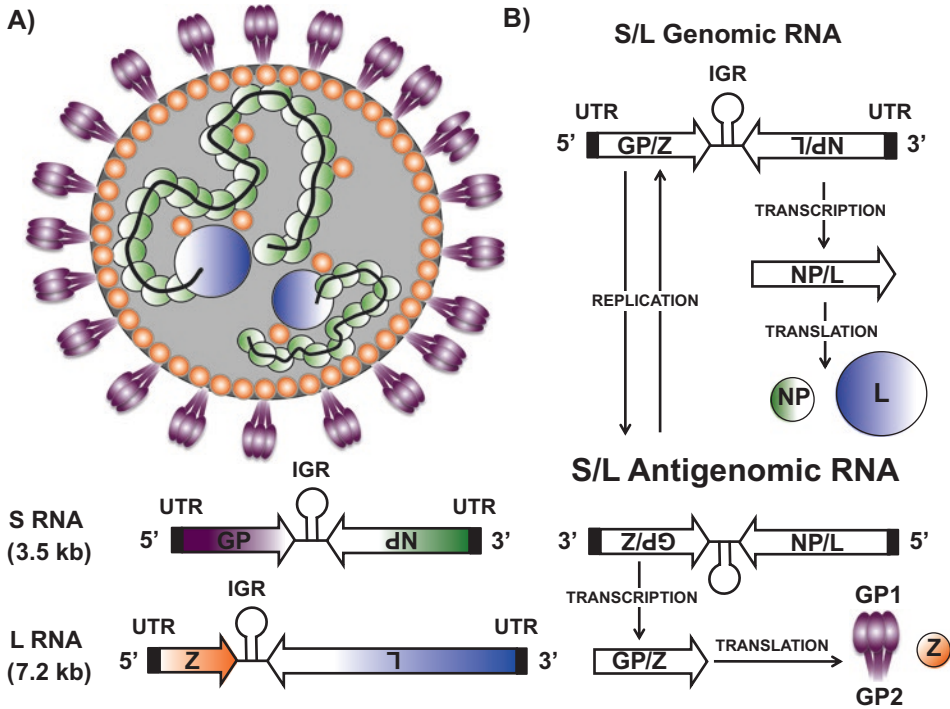 A)
B)
S/L Genomic RNA
IGR
UTR
UTR
5’
GP/Z
NP/L
3’
TRANSCRIPTION
NP/L
REPLICATION
TRANSLATION
NP
L
S/L Antigenomic RNA
3’
GP/Z
NP/L
5’
TRANSCRIPTION
GP/Z
TRANSLATION
GP1
GP2
Z
IGR
UTR
UTR
S RNA
(3.5 kb)
5’
GP
NP
3’
IGR
UTR
UTR
L RNA
(7.2 kb)
5’
Z
L
3’